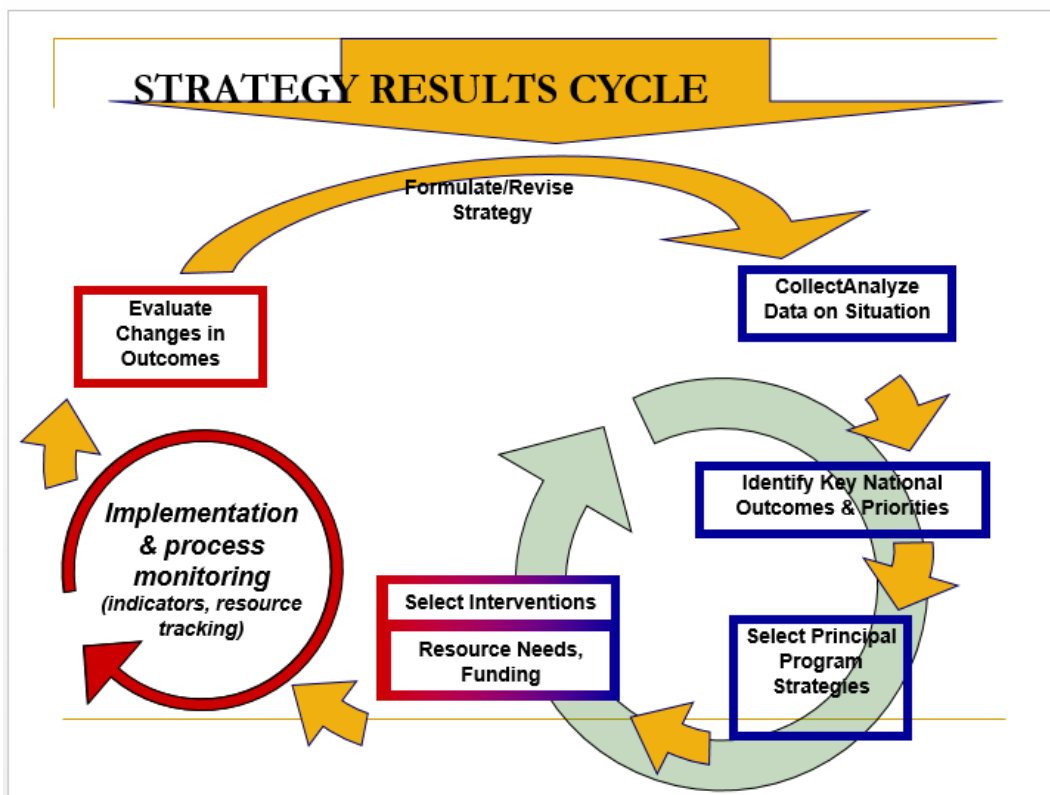 STRATEGY RESULTS CYCLE
Formulate/Revise
Strategy
Evaluate
Changes in
Outcomes
CollectAnalyze
Data on Situation
Identify Key National
Outcomes & Priorities
Select Principal
Program
Strategies
Select Interventions
Resource Needs,
Funding
Implementation
& process
monitoring
(indicators, resource
tracking)